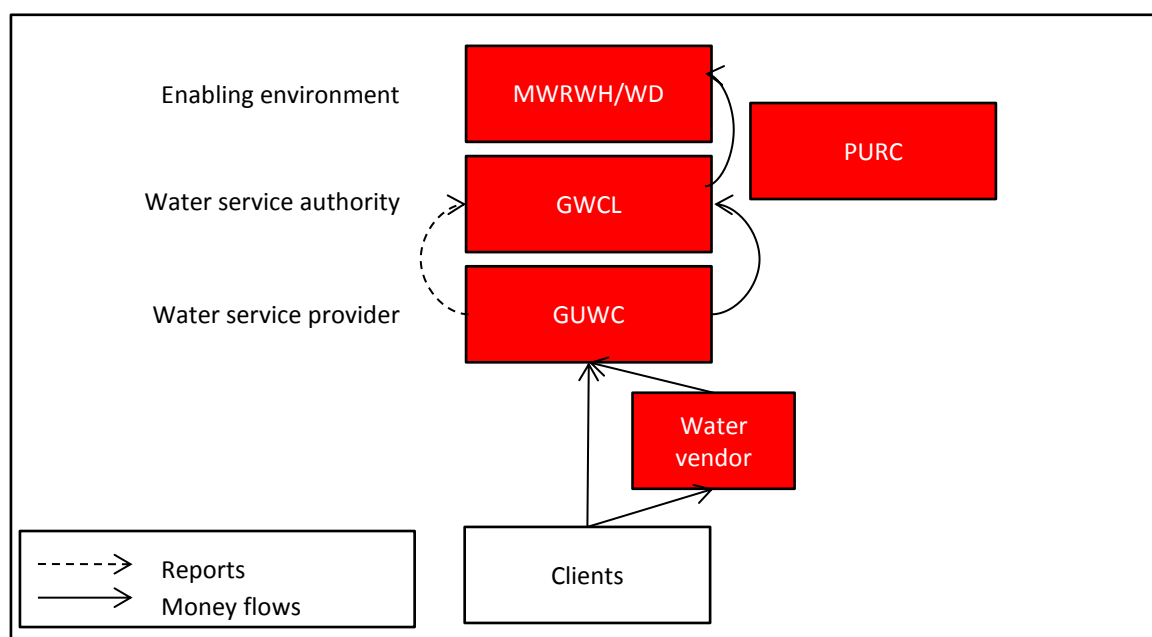 Enabling environment
MWRWH/WD
PURC
Water service authority
GWCL
Water service provider
GUWC
Water
vendor
Clients
Reports
Money flows